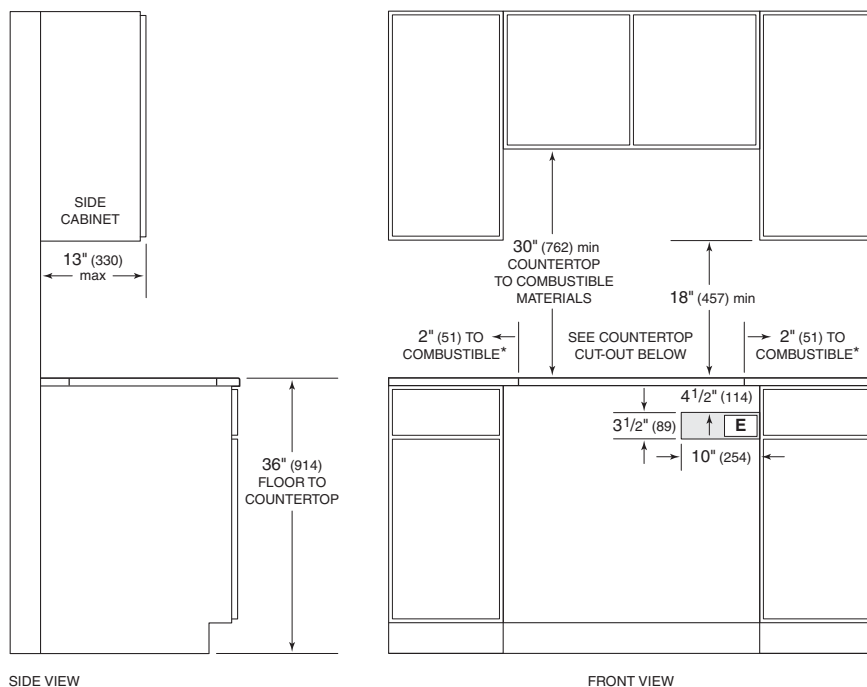 SIDE
CABINET
13" (330)
max
36" (914)
FLOOR TO
COUNTERTOP
SIDE VIEW
30" (762) min
COUNTERTOP
TO COMBUSTIBLE
MATERIALS
18" (457) min
2" (51) TO
COMBUSTIBLE*
SEE COUNTERTOP
CUT-OUT BELOW
2" (51) TO
COMBUSTIBLE*
4 1/2" (114)
3 1/2" (89)
E
10" (254)
FRONT VIEW